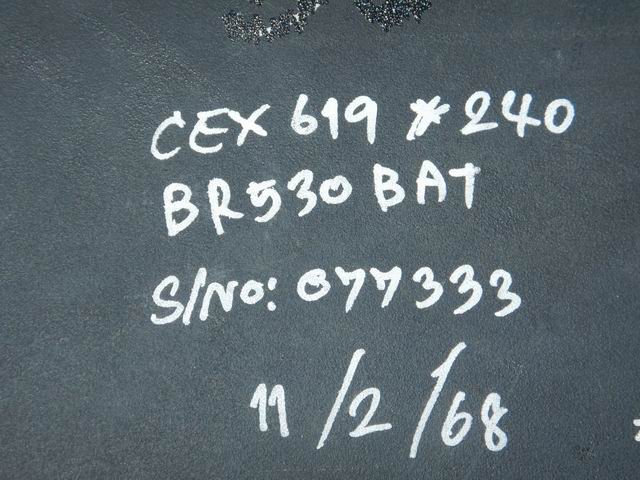 CEX 619 * 240
BR530 BAT
S/No: 077333
11/2/68